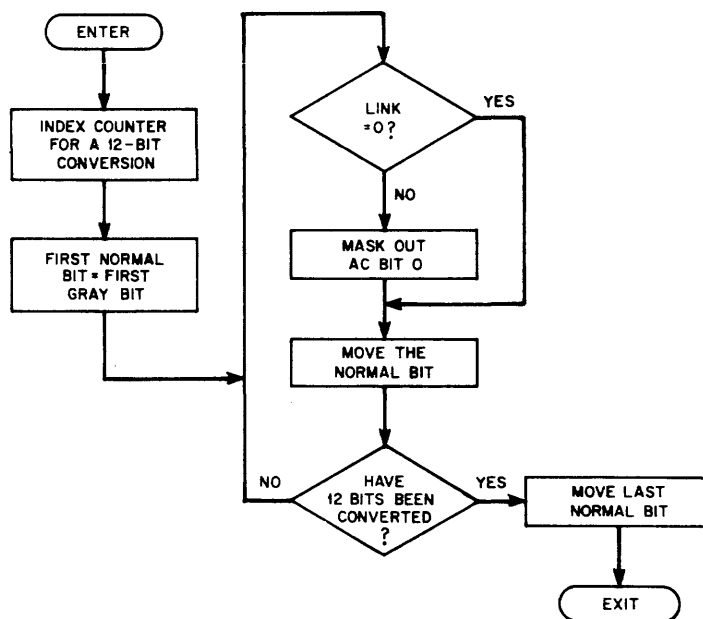 ENTER
INDEX COUNTER
FOR A 12-BIT
CONVERSION
FIRST NORMAL
BIT = FIRST
GRAY BIT
LINK
=0?
YES
NO
MASK OUT
AC BIT 0
MOVE THE
NORMAL BIT
HAVE
12 BITS BEEN
CONVERTED
?
NO
YES
MOVE LAST
NORMAL BIT
EXIT